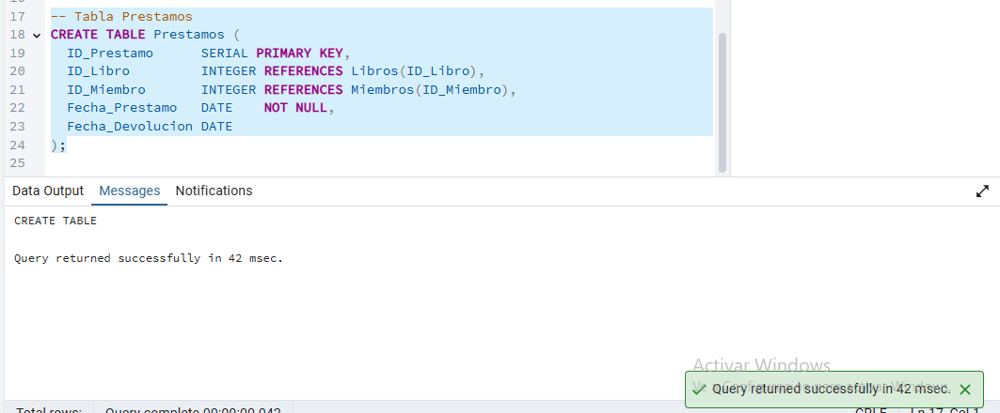 17 -- Tabla Prestamos
18 CREATE TABLE Prestamos (
19 ID_Prestamo SERIAL PRIMARY KEY,
20 ID_Libro INTEGER REFERENCES Libros(ID_Libro),
21 ID_Miembro INTEGER REFERENCES Miembros(ID_Miembro),
22 Fecha_Prestamo DATE NOT NULL,
23 Fecha_Devolucion DATE
24 );
25
Data Output Messages Notifications
CREATE TABLE
Query returned successfully in 42 msec.
Activar Windows
Query returned successfully in 42 msec.
Total rows: Query complete 00:00:00.042 CRLF Ln 17, Col 1